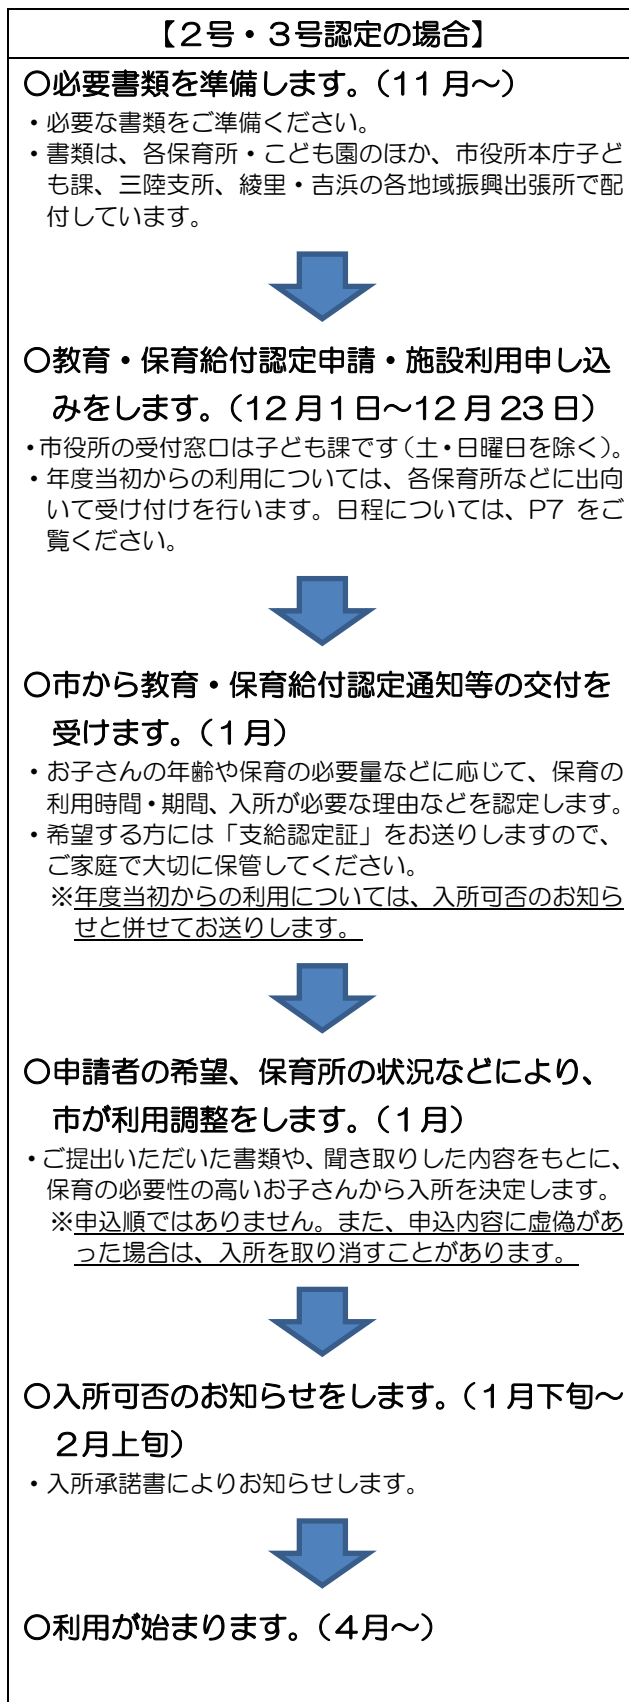 【２号・３号認定の場合】
〇必要書類を準備します。（11 月～）
・必要な書類をご準備ください。
・書類は、各保育所・こども園のほか、市役所本庁子ど
も課、三陸支所、綾里・吉浜の各地域振興出張所で配
付しています。
〇教育・保育給付認定申請・施設利用申し込
みをします。（12 月１日～12 月 23 日）
・市役所の受付窓口は子ども課です（土・日曜日を除く）。
・年度当初からの利用については、各保育所などに出向
いて受け付けを行います。日程については、P7 をご
覧ください。
〇市から教育・保育給付認定通知等の交付を
受けます。（１月）
・お子さんの年齢や保育の必要量などに応じて、保育の
利用時間・期間、入所が必要な理由などを認定します。
・希望する方には「支給認定証」をお送りしますので、
ご家庭で大切に保管してください。
※年度当初からの利用については、入所可否のお知ら
せと併せてお送りします。
〇申請者の希望、保育所の状況などにより、
市が利用調整をします。（１月）
・ご提出いただいた書類や、聞き取りした内容をもとに、
保育の必要性の高いお子さんから入所を決定します。
※申込順ではありません。また、申込内容に虚偽があ
った場合は、入所を取り消すことがあります。
〇入所可否のお知らせをします。（１月下旬～
２月上旬）
・入所承諾書によりお知らせします。
〇利用が始まります。（４月～）